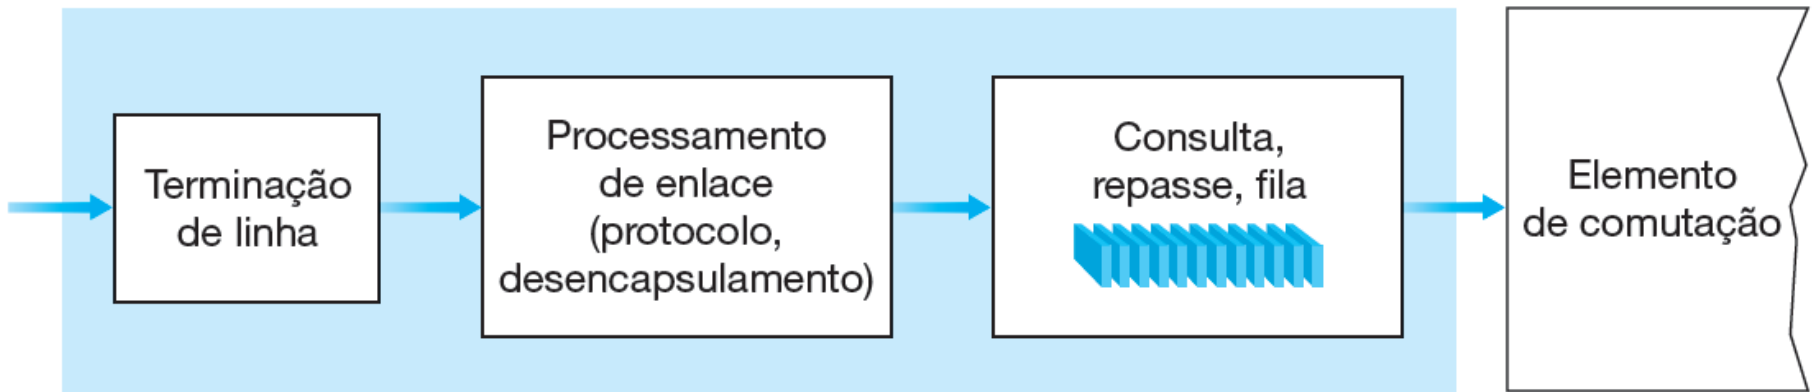 Terminação
de linha
Processamento
de enlace
(protocolo,
desencapsulamento)
Consulta,
repasse, fila
Elemento
de comutação